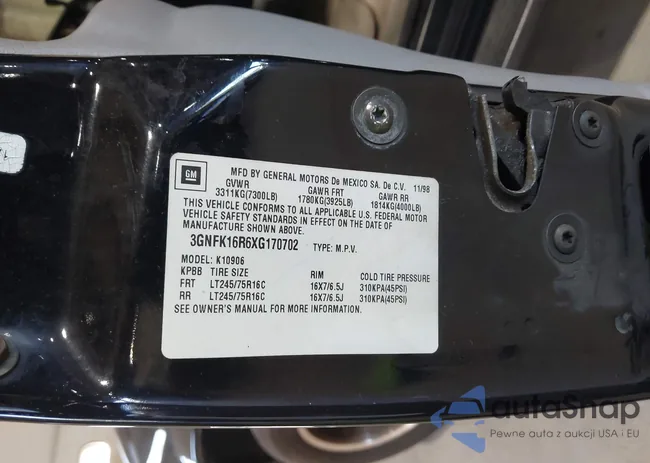 GM
MFD BY GENERAL MOTORS De MEXICO SA. De C.V. 11/98
GVWR GAWR FRT GAWR RR
3311KG(7300LB) 1780KG(3925LB) 1814KG(4000LB)
THIS VEHICLE CONFORMS TO ALL APPLICABLE U.S. FEDERAL MOTOR
VEHICLE SAFETY STANDARDS IN EFFECT ON THE DATE OF
MANUFACTURE SHOWN ABOVE.
3GNFK16R6XG170702 TYPE: M.P.V.
MODEL: K10906
KPBB TIRE SIZE RIM COLD TIRE PRESSURE
FRT LT245/75R16C 16X7/6.5J 310KPA(45PSI)
RR LT245/75R16C 16X7/6.5J 310KPA(45PSI)
SEE OWNER'S MANUAL FOR MORE INFORMATION.
autoSnap
Pewne auta z aukcji USA i EU